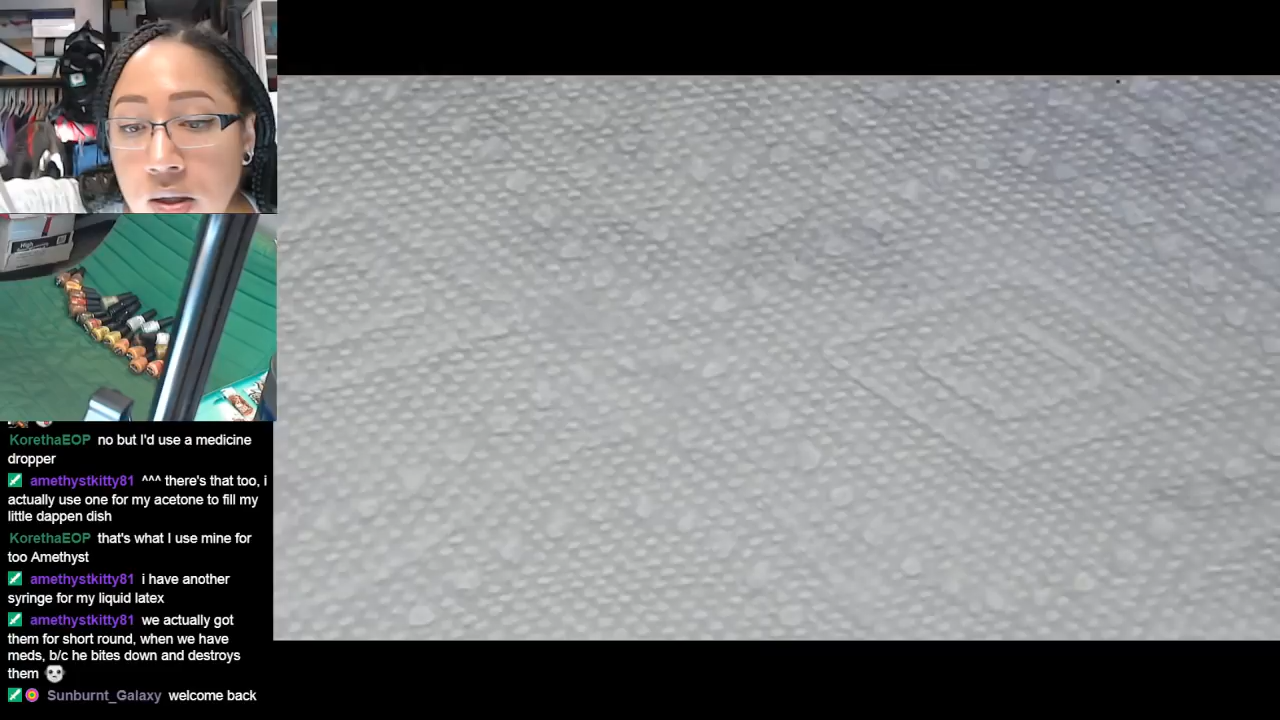 KorethaEOP no but I'd use a medicine
dropper
amethystkitty81 ^^^ there's that too, i
actually use one for my acetone to fill my
little dappen dish
KorethaEOP that's what I use mine for
too Amethyst
amethystkitty81 i have another
syringe for my liquid latex
amethystkitty81 we actually got
them for short round, when we have
meds, b/c he bites down and destroys
them
Sunburnt_Galaxy welcome back